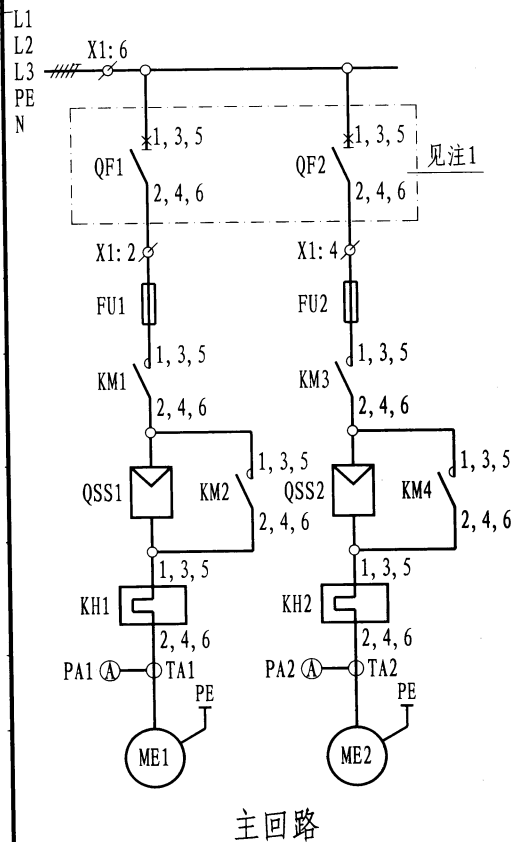 L1
L2
L3
PE
N
X1:6
1,3,5
QF1
2,4,6
1,3,5
QF2
2,4,6
见注1
X1:2
X1:4
FU1
FU2
1,3,5
KM1
2,4,6
1,3,5
KM3
2,4,6
QSS1
1,3,5
KM2
2,4,6
QSS2
1,3,5
KM4
2,4,6
1,3,5
KH1
2,4,6
1,3,5
KH2
2,4,6
PA1 A TA1
PA2 A TA2
PE
PE
ME1
ME2
主回路